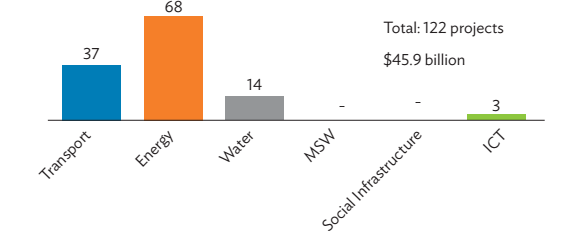 68
Total: 122 projects
37
$45.9 billion
14
-
-
3
Transport
Energy
Water
MSW
Social Infrastructure
ICT